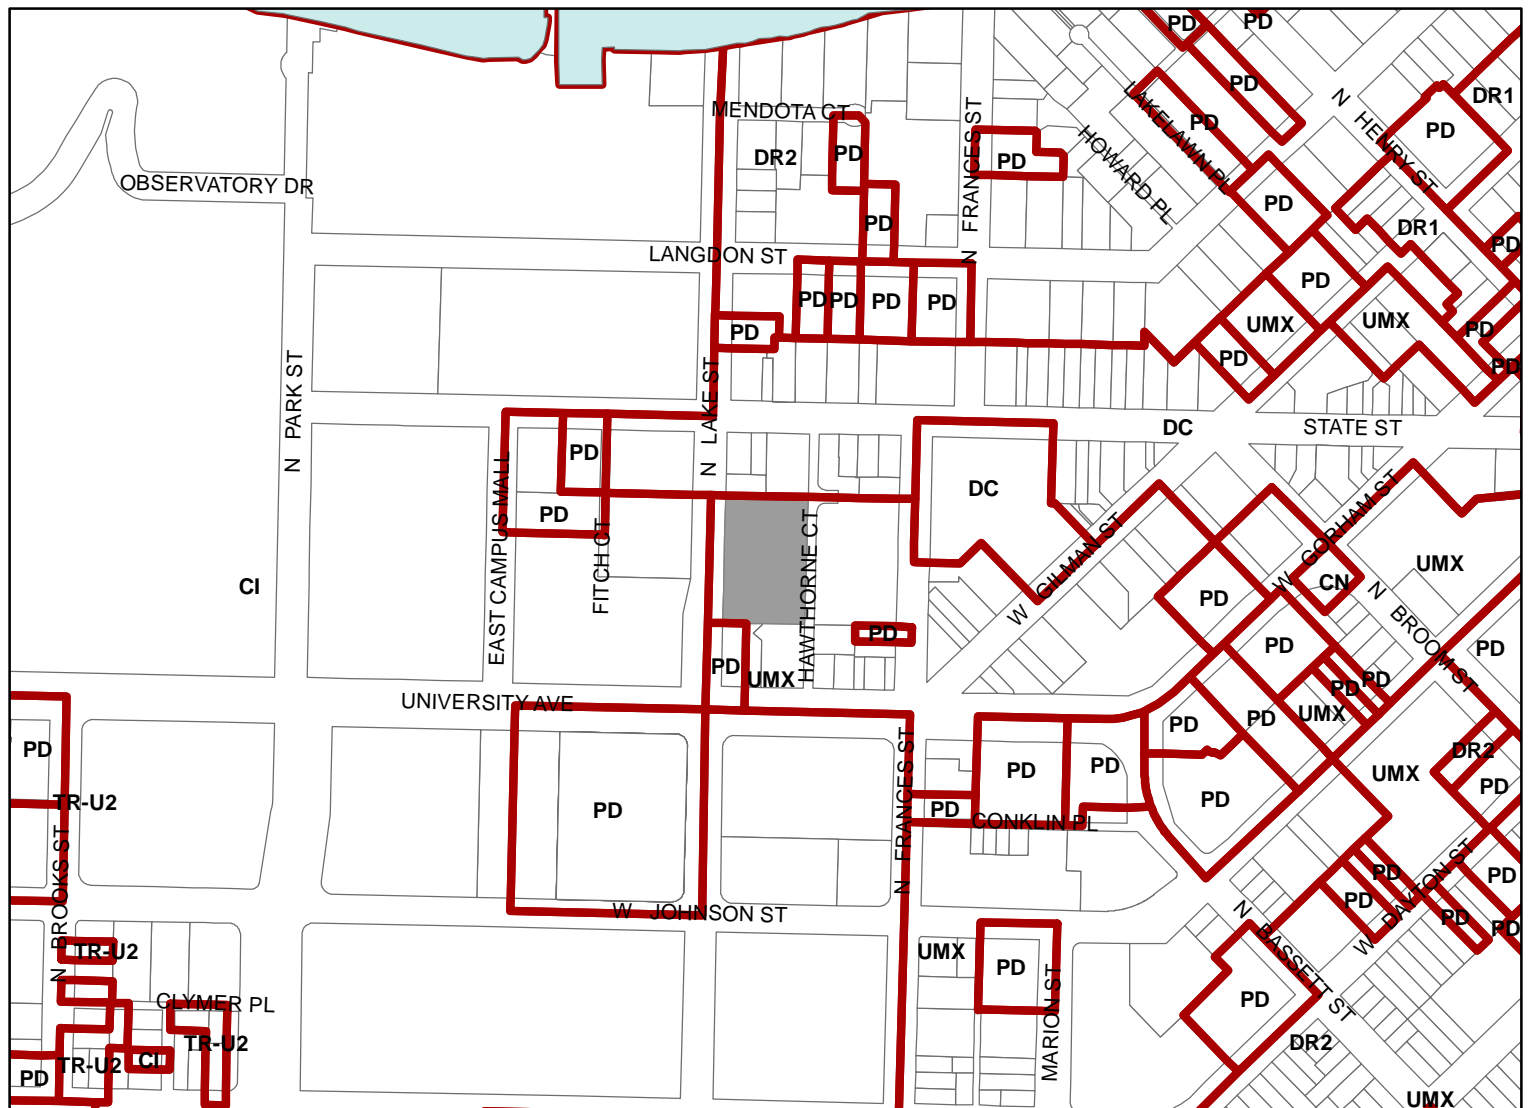 PD
PD
PD
DR1
N HENRY ST
PD
MENDOTA CT
N FRANCES ST
LAKELAWN PL
PD
HOWARD PL
DR2
PD
PD
OBSERVATORY DR
PD
PD
DR1
PD
LANGDON ST
PD
PD
PD
PD
PD
UMX
UMX
PD
PD
PD
PD
N PARK ST
N LAKE ST
DC
STATE ST
PD
EAST CAMPUS MALL
DC
PD
FITCH CT
HAWTHORNE CT
W GILMAN ST
W GORHAM ST
UMX
CI
CN
PD
N BROOM ST
PD
PD
PD
PD
UMX
PD
PD
UMX
UNIVERSITY AVE
PD
PD
PD
N FRANCES ST
DR2
PD
PD
UMX
PD
TR-U2
PD
PD
PD
CONKLIN PL
N BROOKS ST
PD
W DAYTON ST
PD
PD
W JOHNSON ST
N BASSETT ST
PD
PD
TR-U2
UMX
PD
MARION ST
PD
CLYMER PL
TR-U2
DR2
TR-U2
CI
PD
UMX